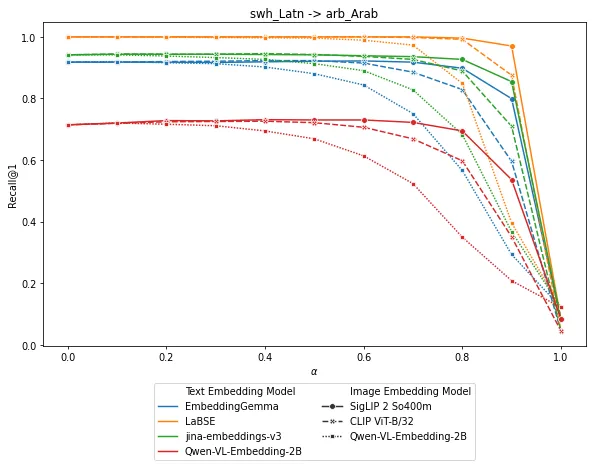 swh_Latn -> arb_Arab
1.0
0.8
0.6
0.4
0.2
0.0
Recall@1
0.0 0.2 0.4 0.6 0.8 1.0
α
Text Embedding Model Image Embedding Model
EmbeddingGemma SigLIP 2 So400m
LaBSE CLIP ViT-B/32
jina-embeddings-v3 Qwen-VL-Embedding-2B
Qwen-VL-Embedding-2B